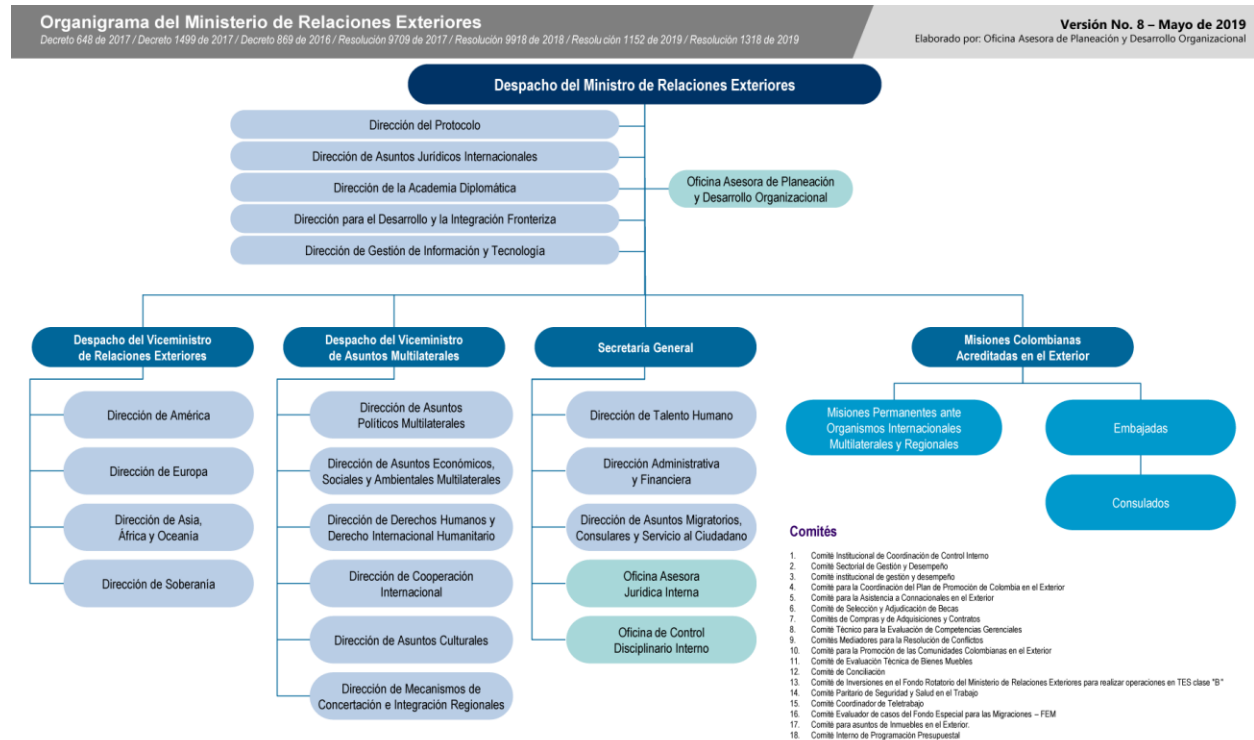 Organigrama del Ministerio de Relaciones Exteriores
Decreto 648 de 2017 / Decreto 1499 de 2017 / Decreto 869 de 2016 / Resolución 9709 de 2017 / Resolución 9918 de 2018 / Resolución 1152 de 2019 / Resolución 1318 de 2019
Versión No. 8 – Mayo de 2019
Elaborado por: Oficina Asesora de Planeación y Desarrollo Organizacional
Despacho del Ministro de Relaciones Exteriores
Dirección del Protocolo
Dirección de Asuntos Jurídicos Internacionales
Dirección de la Academia Diplomática
Dirección para el Desarrollo y la Integración Fronteriza
Dirección de Gestión de Información y Tecnología
Oficina Asesora de Planeación
y Desarrollo Organizacional
Despacho del Viceministro
de Relaciones Exteriores
Dirección de América
Dirección de Europa
Dirección de Asia,
África y Oceanía
Dirección de Soberanía
Despacho del Viceministro
de Asuntos Multilaterales
Dirección de Asuntos
Políticos Multilaterales
Dirección de Asuntos Económicos,
Sociales y Ambientales Multilaterales
Dirección de Derechos Humanos y
Derecho Internacional Humanitario
Dirección de Cooperación
Internacional
Dirección de Asuntos Culturales
Dirección de Mecanismos de
Concertación e Integración Regionales
Secretaría General
Dirección de Talento Humano
Dirección Administrativa
y Financiera
Dirección de Asuntos Migratorios,
Consulares y Servicio al Ciudadano
Oficina Asesora
Jurídica Interna
Oficina de Control
Disciplinario Interno
Misiones Colombianas
Acreditadas en el Exterior
Misiones Permanentes ante
Organismos Internacionales
Multilaterales y Regionales
Embajadas
Consulados
Comités
1. Comité Institucional de Coordinación de Control Interno
2. Comité Sectorial de Gestión y Desempeño
3. Comité institucional de gestión y desempeño
4. Comité para la Coordinación del Plan de Promoción de Colombia en el Exterior
5. Comité para la Asistencia a Connacionales en el Exterior
6. Comité de Selección y Adjudicación de Becas
7. Comités de Compras y de Adquisiciones y Contratos
8. Comité Técnico para la Evaluación de Competencias Gerenciales
9. Comités Mediadores para la Resolución de Conflictos
10. Comité para la Promoción de las Comunidades Colombianas en el Exterior
11. Comité de Evaluación Técnica de Bienes Muebles
12. Comité de Conciliación
13. Comité de Inversiones en el Fondo Rotatorio del Ministerio de Relaciones Exteriores para realizar operaciones en TES clase "B"
14. Comité Paritario de Seguridad y Salud en el Trabajo
15. Comité Coordinador de Teletrabajo
16. Comité Evaluador de casos del Fondo Especial para las Migraciones – FEM
17. Comité para asuntos de Inmuebles en el Exterior.
18. Comité Interno de Programación Presupuestal